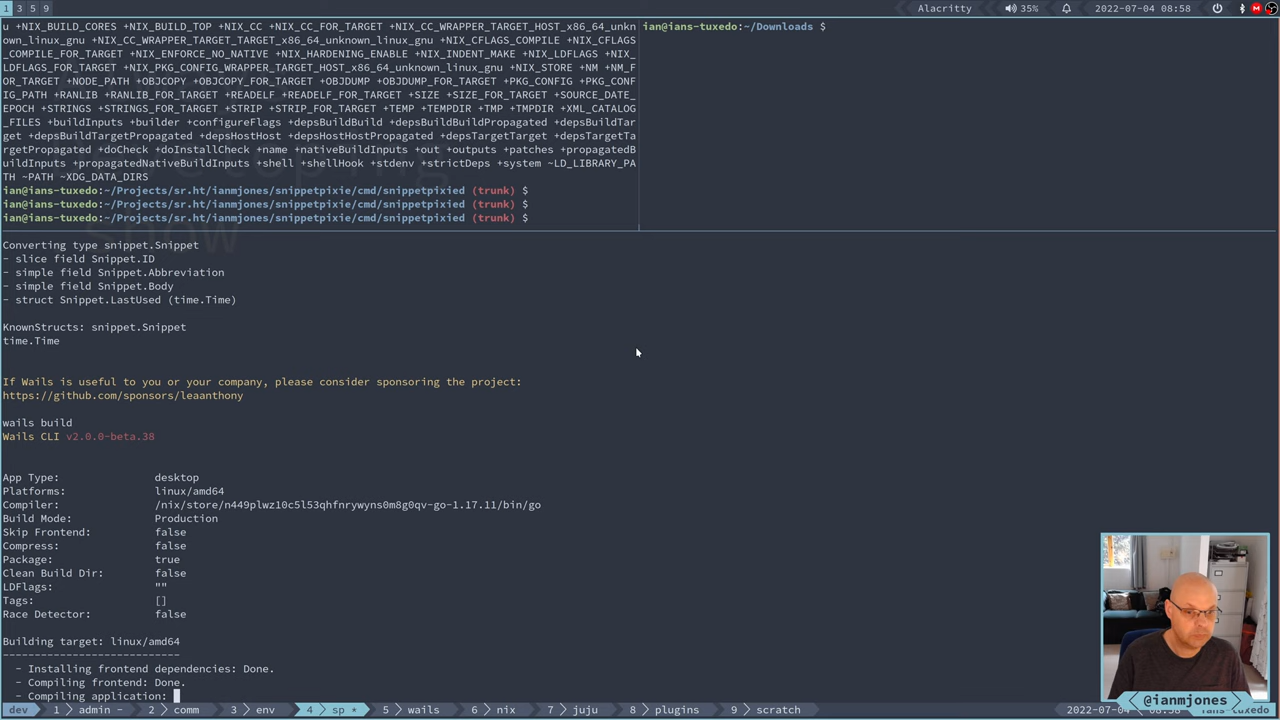 1 3 5 9
Alacritty
35%
2022-07-04 08:58
u +NIX_BUILD_CORES +NIX_BUILD_TOP +NIX_CC +NIX_CC_FOR_TARGET +NIX_CC_WRAPPER_TARGET_HOST_x86_64_unkn
own_linux_gnu +NIX_CC_WRAPPER_TARGET_TARGET_x86_64_unknown_linux_gnu +NIX_CFLAGS_COMPILE +NIX_CFLAGS
_COMPILE_FOR_TARGET +NIX_ENFORCE_NO_NATIVE +NIX_HARDENING_ENABLE +NIX_INDENT_MAKE +NIX_LDFLAGS +NIX_
LDFLAGS_FOR_TARGET +NIX_PKG_CONFIG_WRAPPER_TARGET_HOST_x86_64_unknown_linux_gnu +NIX_STORE +NM +NM_F
OR_TARGET +NODE_PATH +OBJCOPY +OBJCOPY_FOR_TARGET +OBJDUMP +OBJDUMP_FOR_TARGET +PKG_CONFIG +PKG_CONF
IG_PATH +RANLIB +RANLIB_FOR_TARGET +READELF +READELF_FOR_TARGET +SIZE +SIZE_FOR_TARGET +SOURCE_DATE_
EPOCH +STRINGS +STRINGS_FOR_TARGET +STRIP +STRIP_FOR_TARGET +TEMP +TEMPDIR +TMP +TMPDIR +XML_CATALOG
_FILES +buildInputs +builder +configureFlags +depsBuildBuild +depsBuildBuildPropagated +depsBuildTar
get +depsBuildTargetPropagated +depsHostHost +depsHostHostPropagated +depsTargetTarget +depsTargetTa
rgetPropagated +doCheck +doInstallCheck +name +nativeBuildInputs +out +outputs +patches +propagatedB
uildInputs +propagatedNativeBuildInputs +shell +shellHook +stdenv +strictDeps +system ~LD_LIBRARY_PA
TH ~PATH ~XDG_DATA_DIRS
ian@ians-tuxedo:~/Projects/sr.ht/ianmjones/snippetpixie/cmd/snippetpixied (trunk) $
ian@ians-tuxedo:~/Projects/sr.ht/ianmjones/snippetpixie/cmd/snippetpixied (trunk) $
ian@ians-tuxedo:~/Projects/sr.ht/ianmjones/snippetpixie/cmd/snippetpixied (trunk) $
ian@ians-tuxedo:~/Downloads $
Converting type snippet.Snippet
- slice field Snippet.ID
- simple field Snippet.Abbreviation
- simple field Snippet.Body
- struct Snippet.LastUsed (time.Time)
KnownStructs: snippet.Snippet
time.Time
If Wails is useful to you or your company, please consider sponsoring the project:
https://github.com/sponsors/leaanthony
wails build
Wails CLI v2.0.0-beta.38
App Type: desktop
Platforms: linux/amd64
Compiler: /nix/store/n449plwz10c5l53qhfnrywyns0m8g0qv-go-1.17.11/bin/go
Build Mode: Production
Skip Frontend: false
Compress: false
Package: true
Clean Build Dir: false
LDFlags: ""
Tags: []
Race Detector: false
Building target: linux/amd64
----------------------------
- Installing frontend dependencies: Done.
- Compiling frontend: Done.
- Compiling application:
@ianmjones
dev 1 admin - 2 comm 3 env 4 sp * 5 wails 6 nix 7 juju 8 plugins 9 scratch